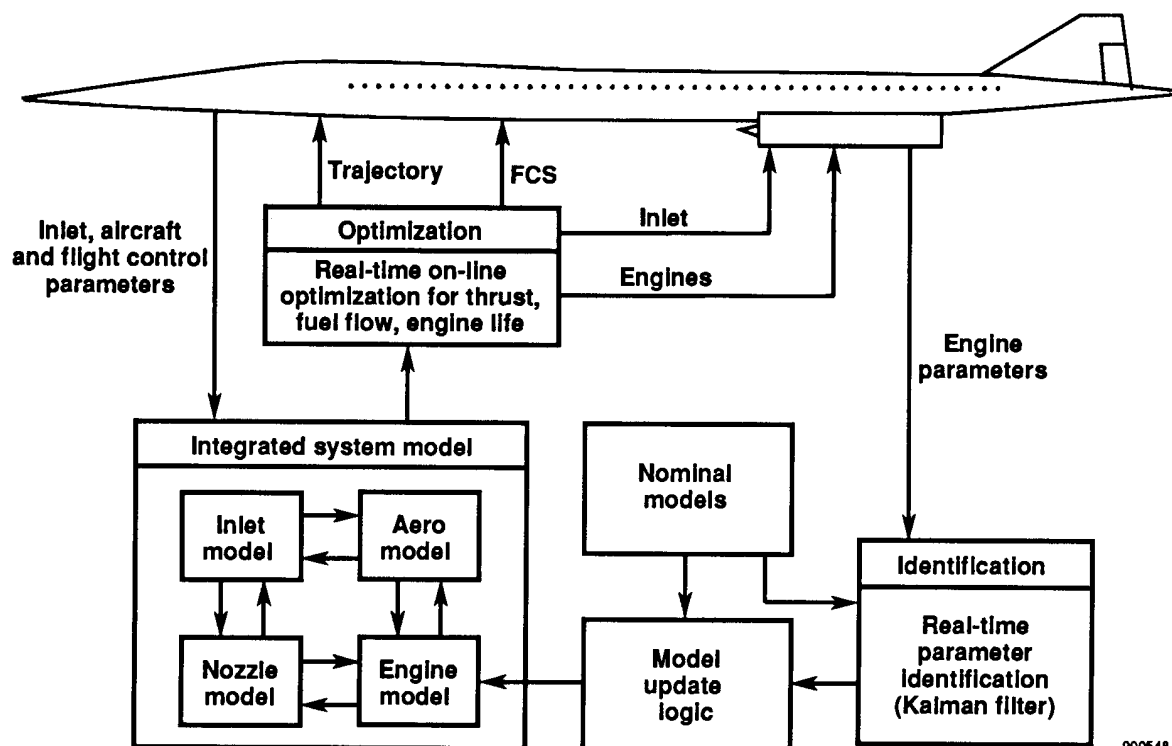 Trajectory
FCS
Inlet, aircraft
and flight control
parameters
Optimization
Real-time on-line
optimization for thrust,
fuel flow, engine life
Inlet
Engines
Engine
parameters
Integrated system model
Inlet
model
Aero
model
Nozzle
model
Engine
model
Nominal
models
Model
update
logic
Identification
Real-time
parameter
identification
(Kalman filter)